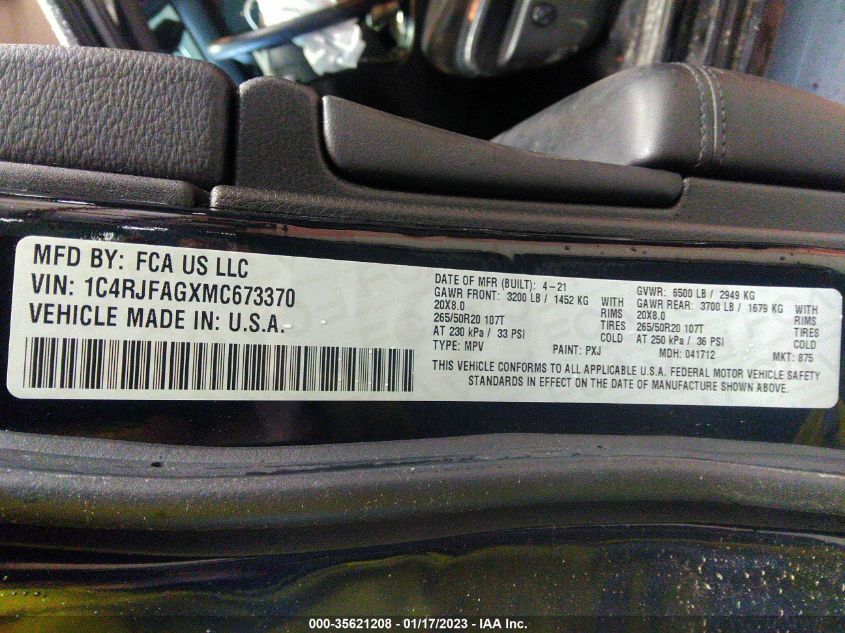 MFD BY: FCA US LLC
VIN: 1C4RJFAGXMC673370
VEHICLE MADE IN: U.S.A.
DATE OF MFR (BUILT): 4-21 GVWR: 6500 LB / 2949 KG
GAWR FRONT: 3200 LB / 1452 KG WITH GAWR REAR: 3700 LB / 1679 KG WITH
20X8.0 RIMS 20X8.0 RIMS
265/50R20 107T TIRES 265/50R20 107T TIRES
AT 230 kPa / 33 PSI COLD AT 250 kPa / 36 PSI COLD
TYPE: MPV PAINT: PXJ MDH: 041712 MKT: 875
THIS VEHICLE CONFORMS TO ALL APPLICABLE U.S.A. FEDERAL MOTOR VEHICLE SAFETY
STANDARDS IN EFFECT ON THE DATE OF MANUFACTURE SHOWN ABOVE.
000-35621208 - 01/17/2023 - IAA Inc.